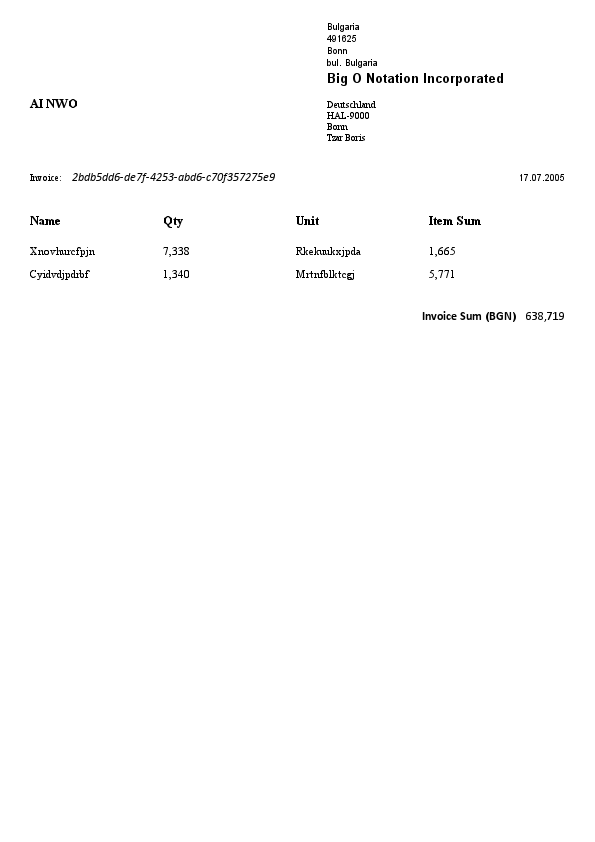 Bulgaria
491625
Bonn
bul. Bulgaria
Big O Notation Incorporated
AI NWO
Deutschland
HAL-9000
Bonn
Tzar Boris
Invoice: 2bdb5dd6-de7f-4253-abd6-c70f357275e9 17.07.2005
Name Qty Unit Item Sum
Xnovhurcfpjn 7,338 Rkekuukxjpda 1,665
Cyidvdjpdrbf 1,340 Mrtnfblktcgj 5,771
Invoice Sum (BGN) 638,719